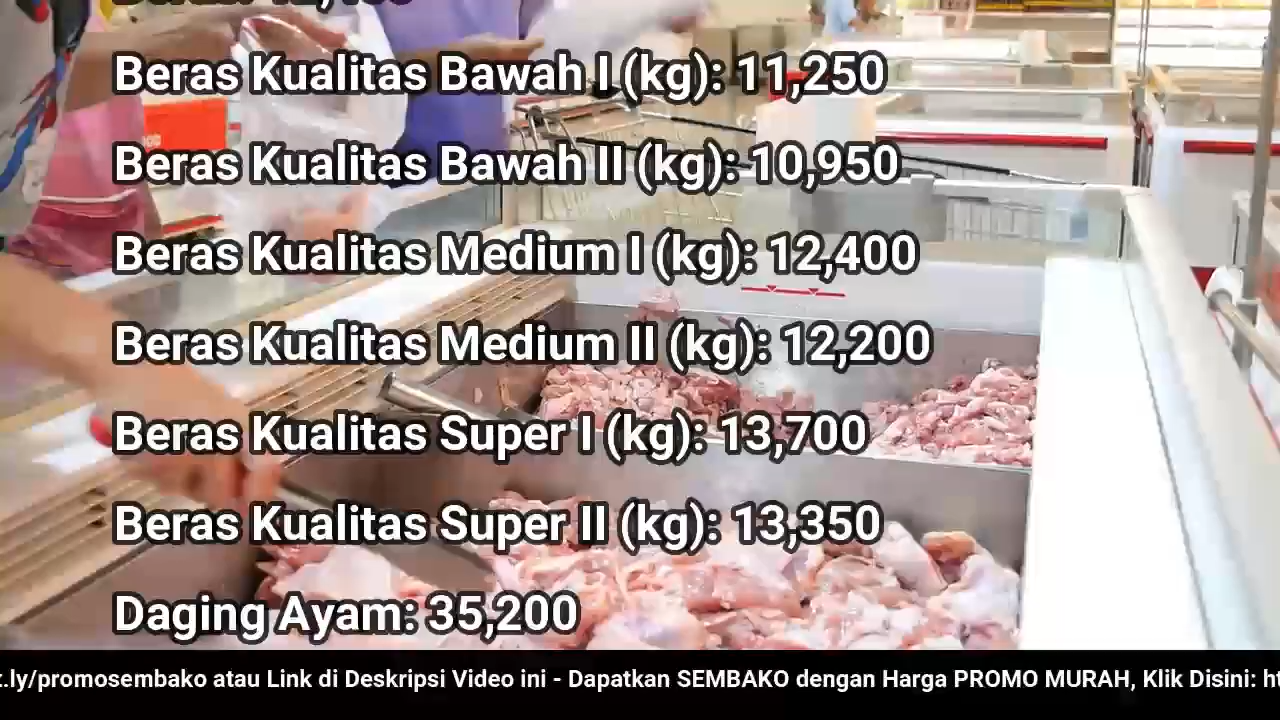 Beras Kualitas Bawah I (kg): 11,250
Beras Kualitas Bawah II (kg): 10,950
Beras Kualitas Medium I (kg): 12,400
Beras Kualitas Medium II (kg): 12,200
Beras Kualitas Super I (kg): 13,700
Beras Kualitas Super II (kg): 13,350
Daging Ayam: 35,200
.ly/promosembako atau Link di Deskripsi Video ini - Dapatkan SEMBAKO dengan Harga PROMO MURAH, Klik Disini: ht